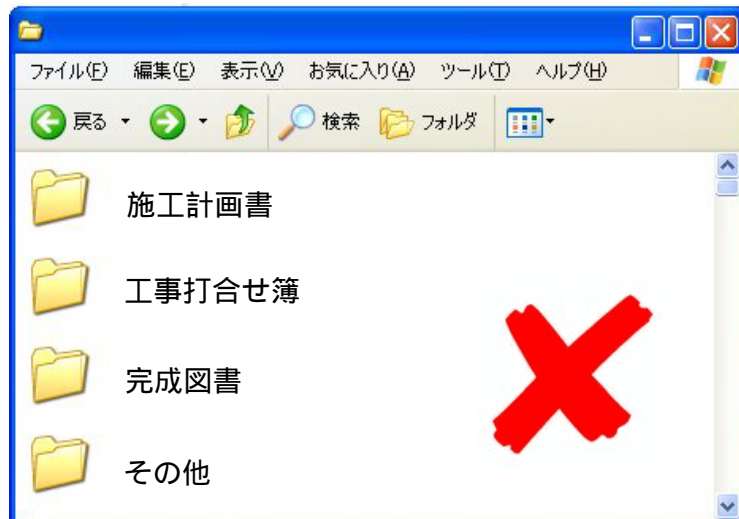 ファイル(F) 編集(E) 表示(V) お気に入り(A) ツール(T) ヘルプ(H)
戻る 検索 フォルダ
施工計画書
工事打合せ簿
完成図書
その他